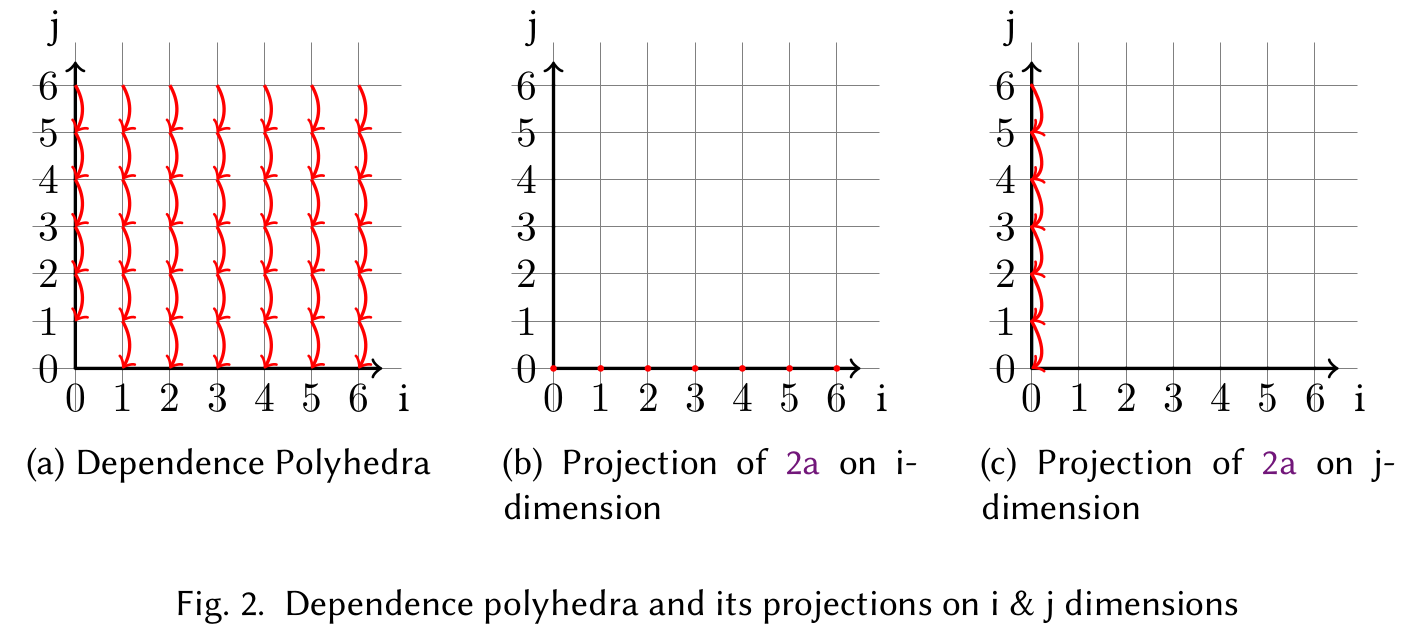 j
6
5
4
3
2
1
0
0 1 2 3 4 5 6 i
(a) Dependence Polyhedra
j
6
5
4
3
2
1
0
0 1 2 3 4 5 6 i
(b) Projection of 2a on i-
dimension
j
6
5
4
3
2
1
0
0 1 2 3 4 5 6 i
(c) Projection of 2a on j-
dimension
Fig. 2. Dependence polyhedra and its projections on i & j dimensions